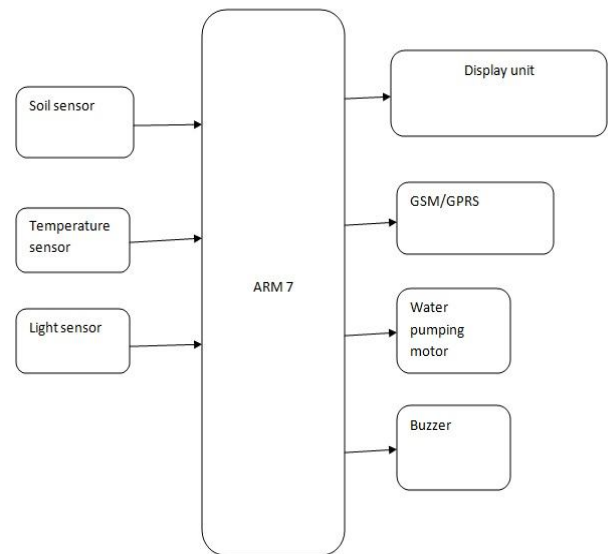 Soil sensor
Temperature
sensor
Light sensor
ARM 7
Display unit
GSM/GPRS
Water
pumping
motor
Buzzer